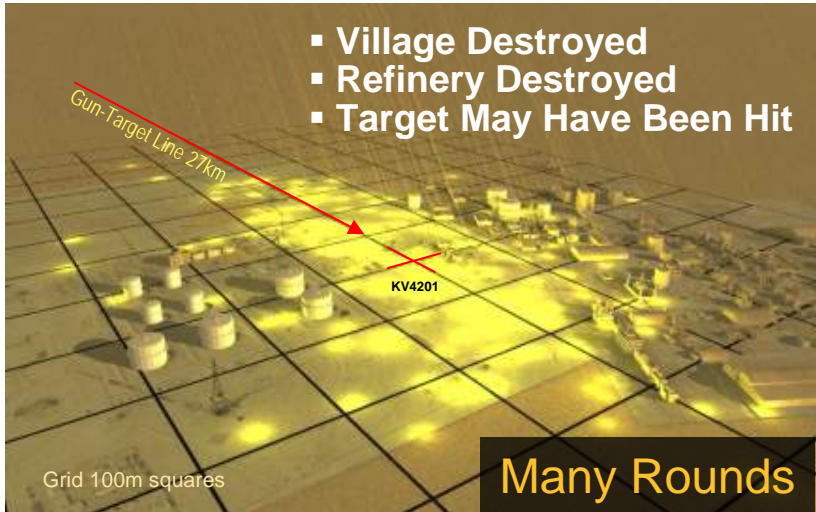 ▪ Village Destroyed
▪ Refinery Destroyed
▪ Target May Have Been Hit
Gun-Target Line 27km
KV4201
Grid 100m squares
Many Rounds